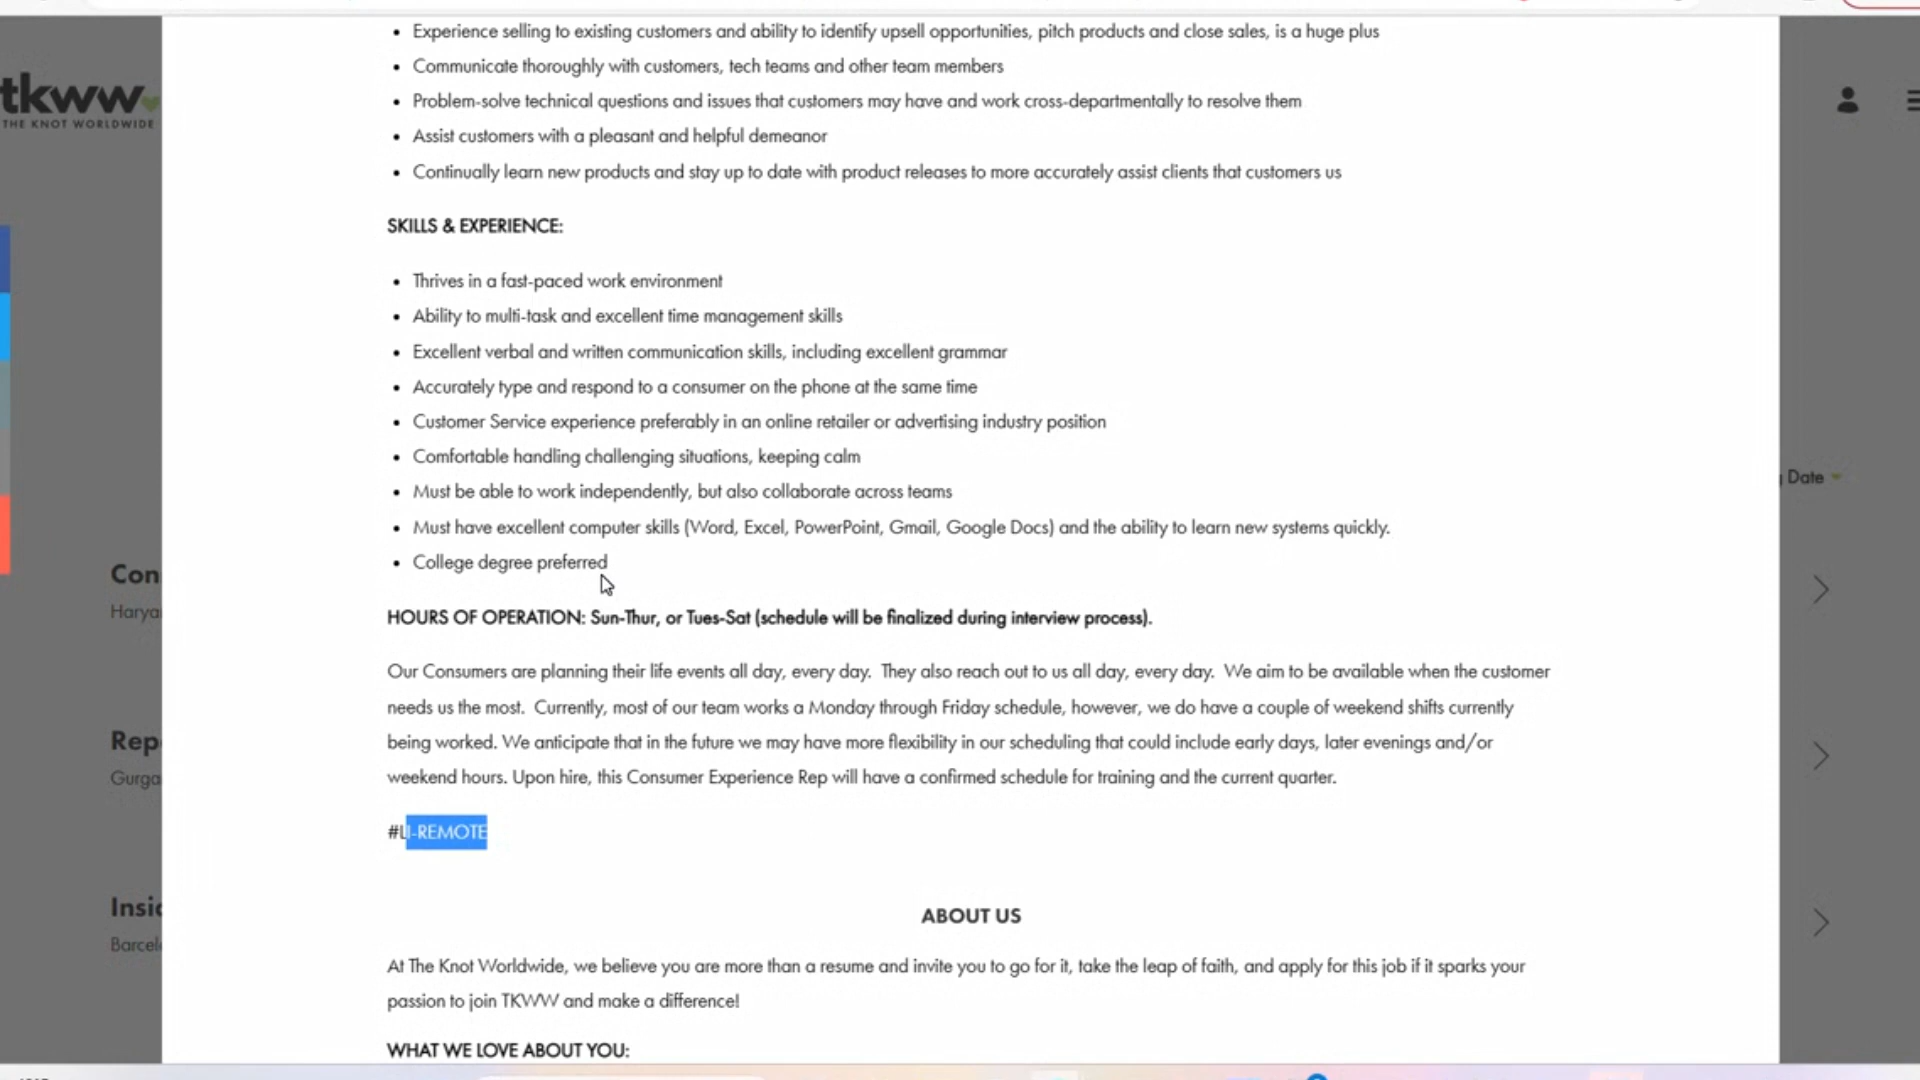 Experience selling to existing customers and ability to identify upsell opportunities, pitch products and close sales, is a huge plus
Communicate thoroughly with customers, tech teams and other team members
Problem-solve technical questions and issues that customers may have and work cross-departmentally to resolve them
Assist customers with a pleasant and helpful demeanor
Continually learn new products and stay up to date with product releases to more accurately assist clients that customers us
tkww
THE KNOT WORLDWIDE
SKILLS & EXPERIENCE:
Thrives in a fast-paced work environment
Ability to multi-task and excellent time management skills
Excellent verbal and written communication skills, including excellent grammar
Accurately type and respond to a consumer on the phone at the same time
Customer Service experience preferably in an online retailer or advertising industry position
Comfortable handling challenging situations, keeping calm
Must be able to work independently, but also collaborate across teams
Must have excellent computer skills (Word, Excel, PowerPoint, Gmail, Google Docs) and the ability to learn new systems quickly.
College degree preferred
Date
HOURS OF OPERATION: Sun-Thur, or Tues-Sat (schedule will be finalized during interview process).
Our Consumers are planning their life events all day, every day. They also reach out to us all day, every day. We aim to be available when the customer
needs us the most. Currently, most of our team works a Monday through Friday schedule, however, we do have a couple of weekend shifts currently
being worked. We anticipate that in the future we may have more flexibility in our scheduling that could include early days, later evenings and/or
weekend hours. Upon hire, this Consumer Experience Rep will have a confirmed schedule for training and the current quarter.
#LI-REMOTE
ABOUT US
At The Knot Worldwide, we believe you are more than a resume and invite you to go for it, take the leap of faith, and apply for this job if it sparks your
passion to join TKWW and make a difference!
WHAT WE LOVE ABOUT YOU:
Con
Harya
Rep
Gurga
Insid
Barcel